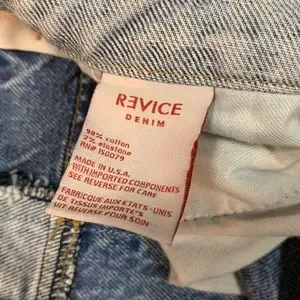 REVICE
DENIM
98% cotton
2% elastane
RN# 150079
MADE IN U.S.A.
WITH IMPORTED COMPONENTS
SEE REVERSE FOR CARE
FABRIQUE AUX ETATS-UNIS
DE TISSUS IMPORTE'S
VIT REVERSE POUR SOIN